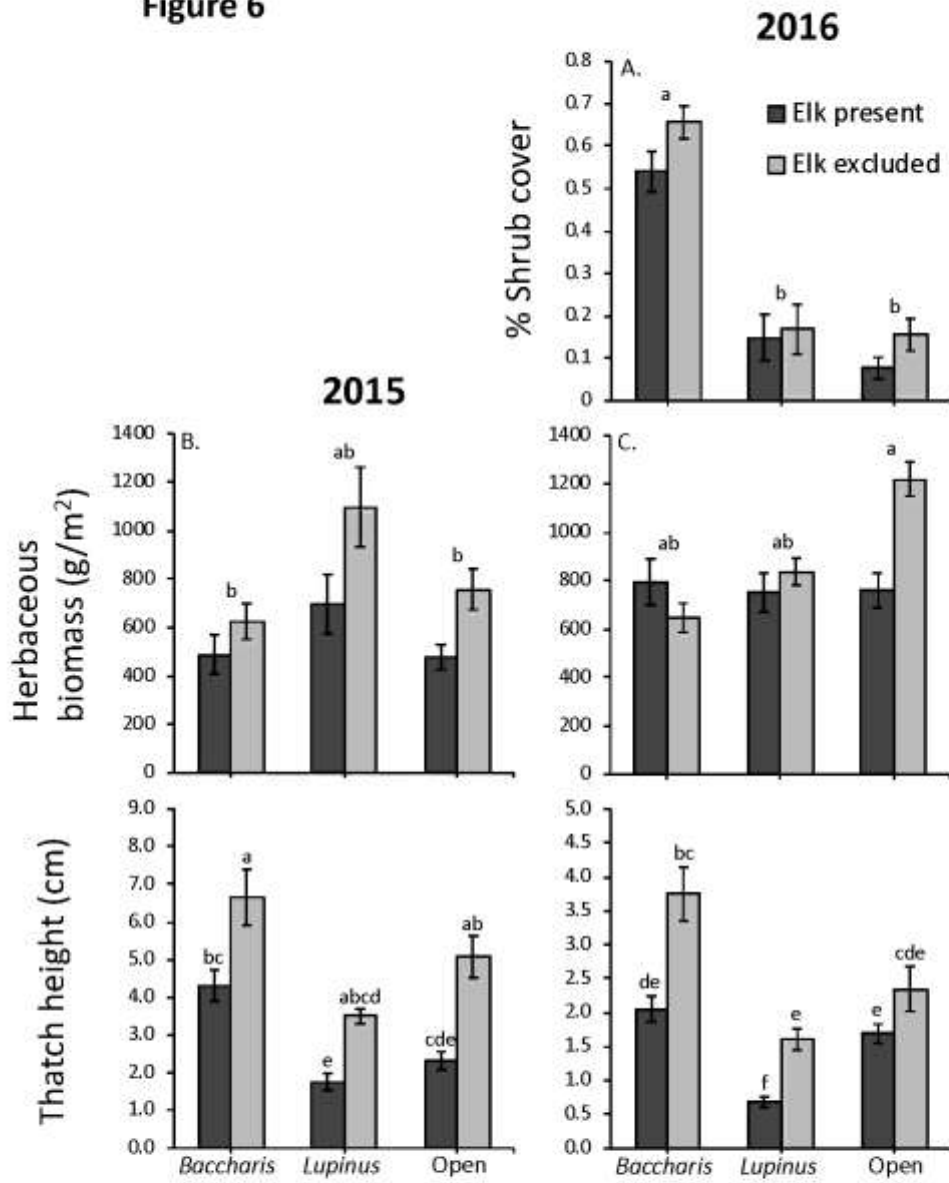 Figure 6
2016
A.
0.8
0.7
0.6
0.5
0.4
0.3
0.2
0.1
0
% Shrub cover
a
b
b
Elk present
Elk excluded
2015
B.
1400
1200
1000
800
600
400
200
0
Herbaceous
biomass (g/m²)
b
ab
b
C.
1400
1200
1000
800
600
400
200
0
ab
ab
a
9.0
8.0
7.0
6.0
5.0
4.0
3.0
2.0
1.0
0.0
Thatch height (cm)
bc
a
e
abcd
cde
ab
Baccharis
Lupinus
Open
5.0
4.5
4.0
3.5
3.0
2.5
2.0
1.5
1.0
0.5
0.0
de
bc
f
e
e
cde
Baccharis
Lupinus
Open